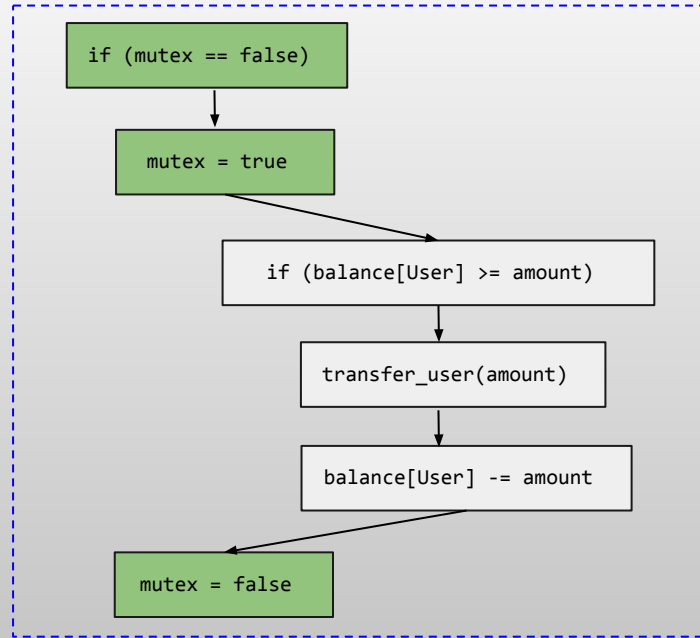 if (mutex == false)
mutex = true
if (balance[User] >= amount)
transfer_user(amount)
balance[User] -= amount
mutex = false